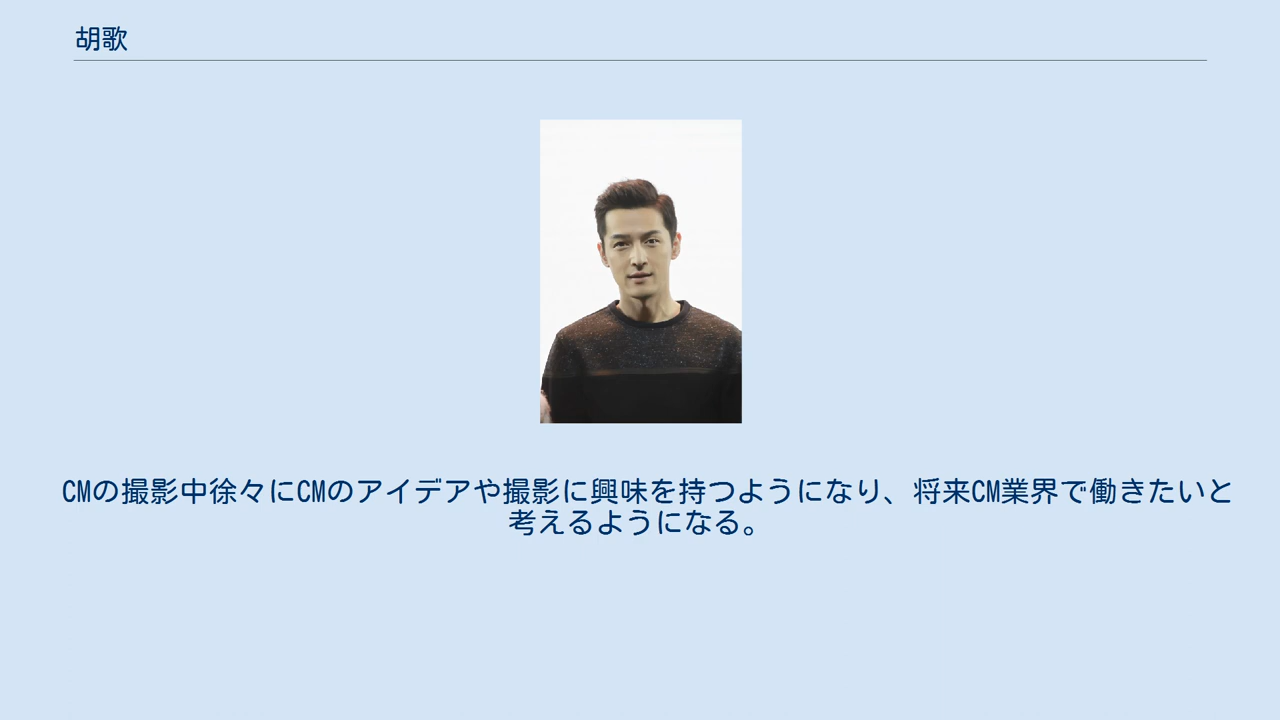 胡歌
CMの撮影中徐々にCMのアイデアや撮影に興味を持つようになり、将来CM業界で働きたいと
考えるようになる。